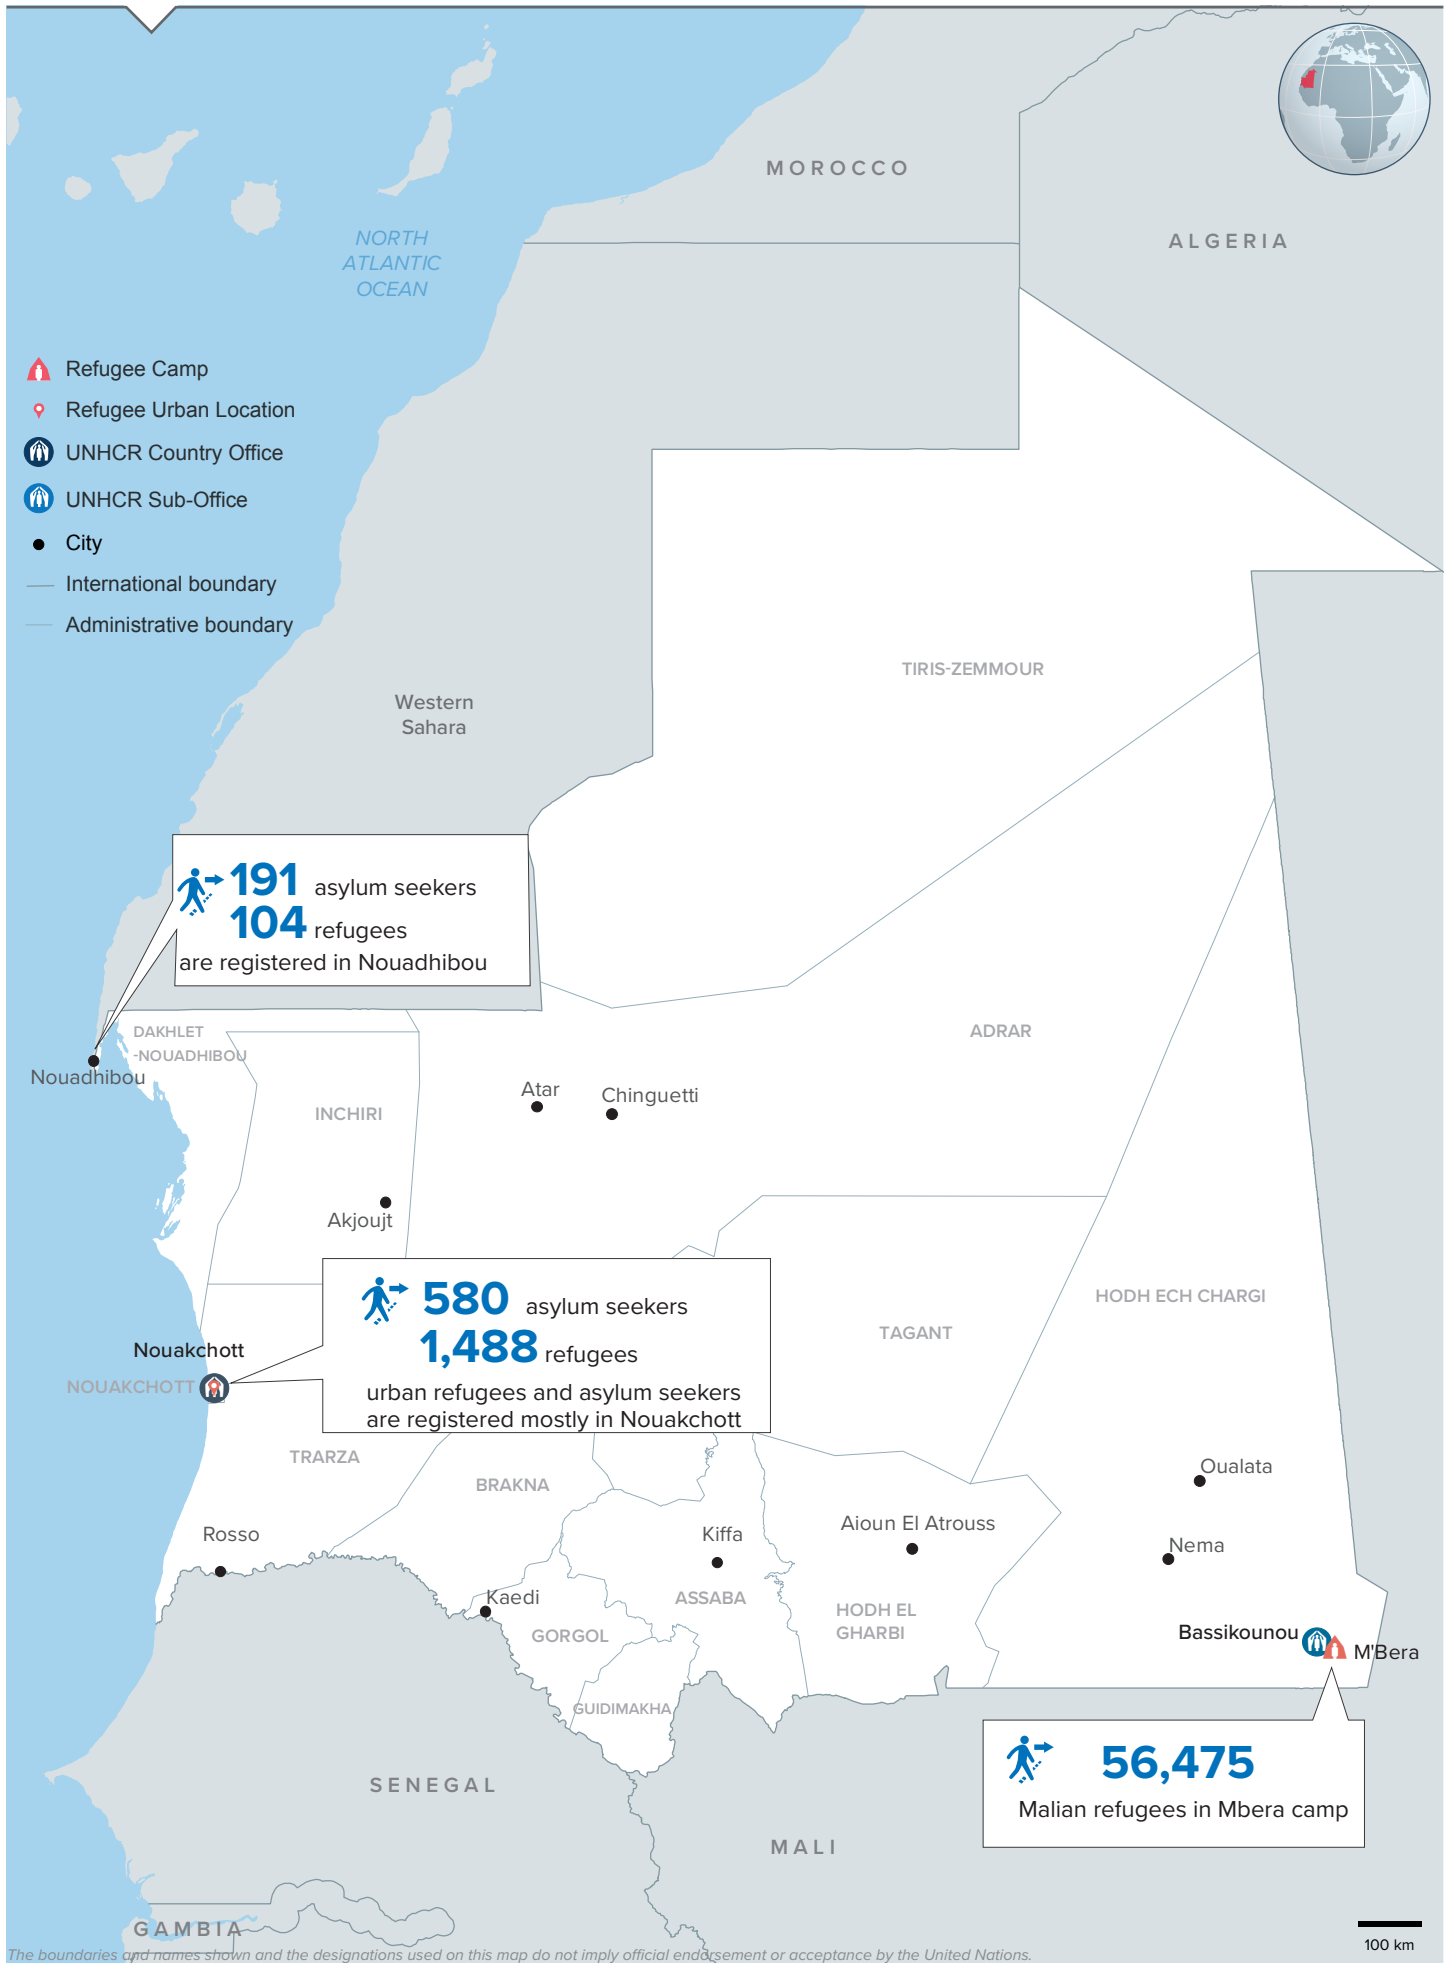 MOROCCO
ALGERIA
NORTH
ATLANTIC
OCEAN
Refugee Camp
Refugee Urban Location
UNHCR Country Office
UNHCR Sub-Office
City
International boundary
Administrative boundary
TIRIS-ZEMMOUR
Western
Sahara
191 asylum seekers
104 refugees
are registered in Nouadhibou
DAKHLET
-NOUADHIBOU
ADRAR
Nouadhibou
Atar
Chinguetti
INCHIRI
Akjoujt
580 asylum seekers
1,488 refugees
urban refugees and asylum seekers
are registered mostly in Nouakchott
HODH ECH CHARGI
TAGANT
Nouakchott
NOUAKCHOTT
TRARZA
BRAKNA
Oualata
Rosso
Kiffa
Aioun El Atrouss
Nema
Kaedi
ASSABA
HODH EL
GHARBI
GORGOL
Bassikounou
M'Bera
GUIDIMAKHA
56,475
Malian refugees in Mbera camp
SENEGAL
MALI
GAMBIA
100 km
The boundaries and names shown and the designations used on this map do not imply official endorsement or acceptance by the United Nations.